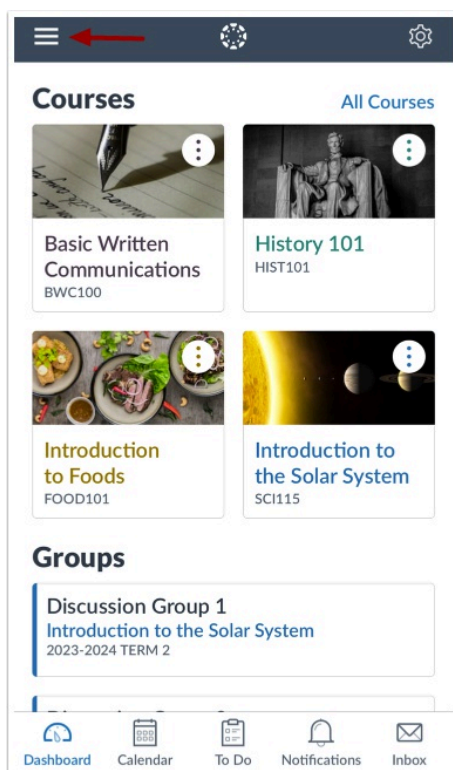 Courses
All Courses
Basic Written
Communications
BWC100
History 101
HIST101
Introduction
to Foods
FOOD101
Introduction to
the Solar System
SCI115
Groups
Discussion Group 1
Introduction to the Solar System
2023-2024 TERM 2
Dashboard
Calendar
To Do
Notifications
Inbox